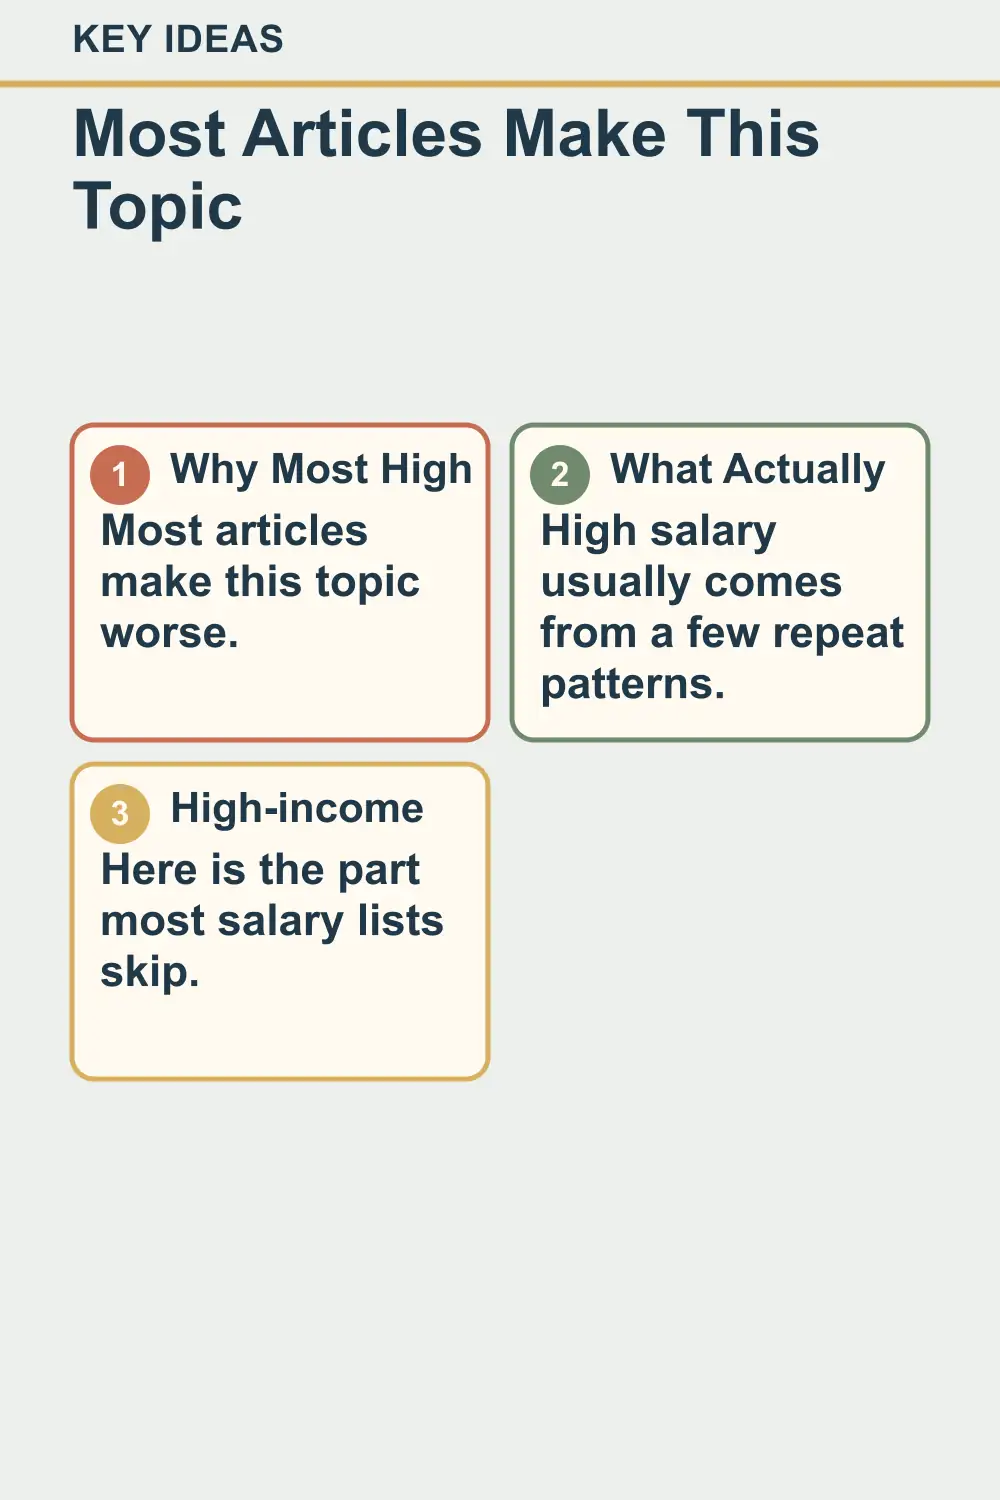 KEY IDEAS
Most Articles Make This
Topic
1 Why Most High
Most articles
make this topic
worse.
2 What Actually
High salary
usually comes
from a few repeat
patterns.
3 High-income
Here is the part
most salary lists
skip.